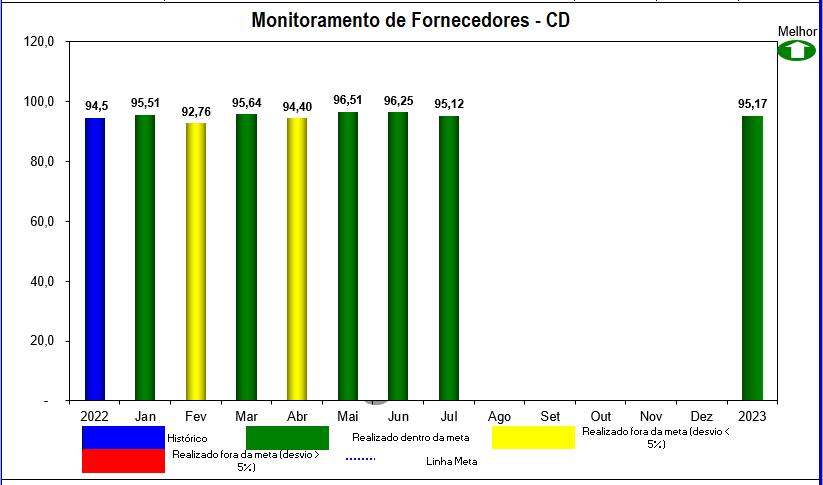 Monitoramento de Fornecedores - CD
Melhor
120,0
100,0
80,0
60,0
40,0
20,0
-
94,5
95,51
92,76
95,64
94,40
96,51
96,25
95,12
95,17
2022 Jan Fev Mar Abr Mai Jun Jul Ago Set Out Nov Dez 2023
Histórico
Realizado dentro da meta
Realizado fora da meta (desvio <
5%)
Realizado fora da meta (desvio >
5%)
Linha Meta